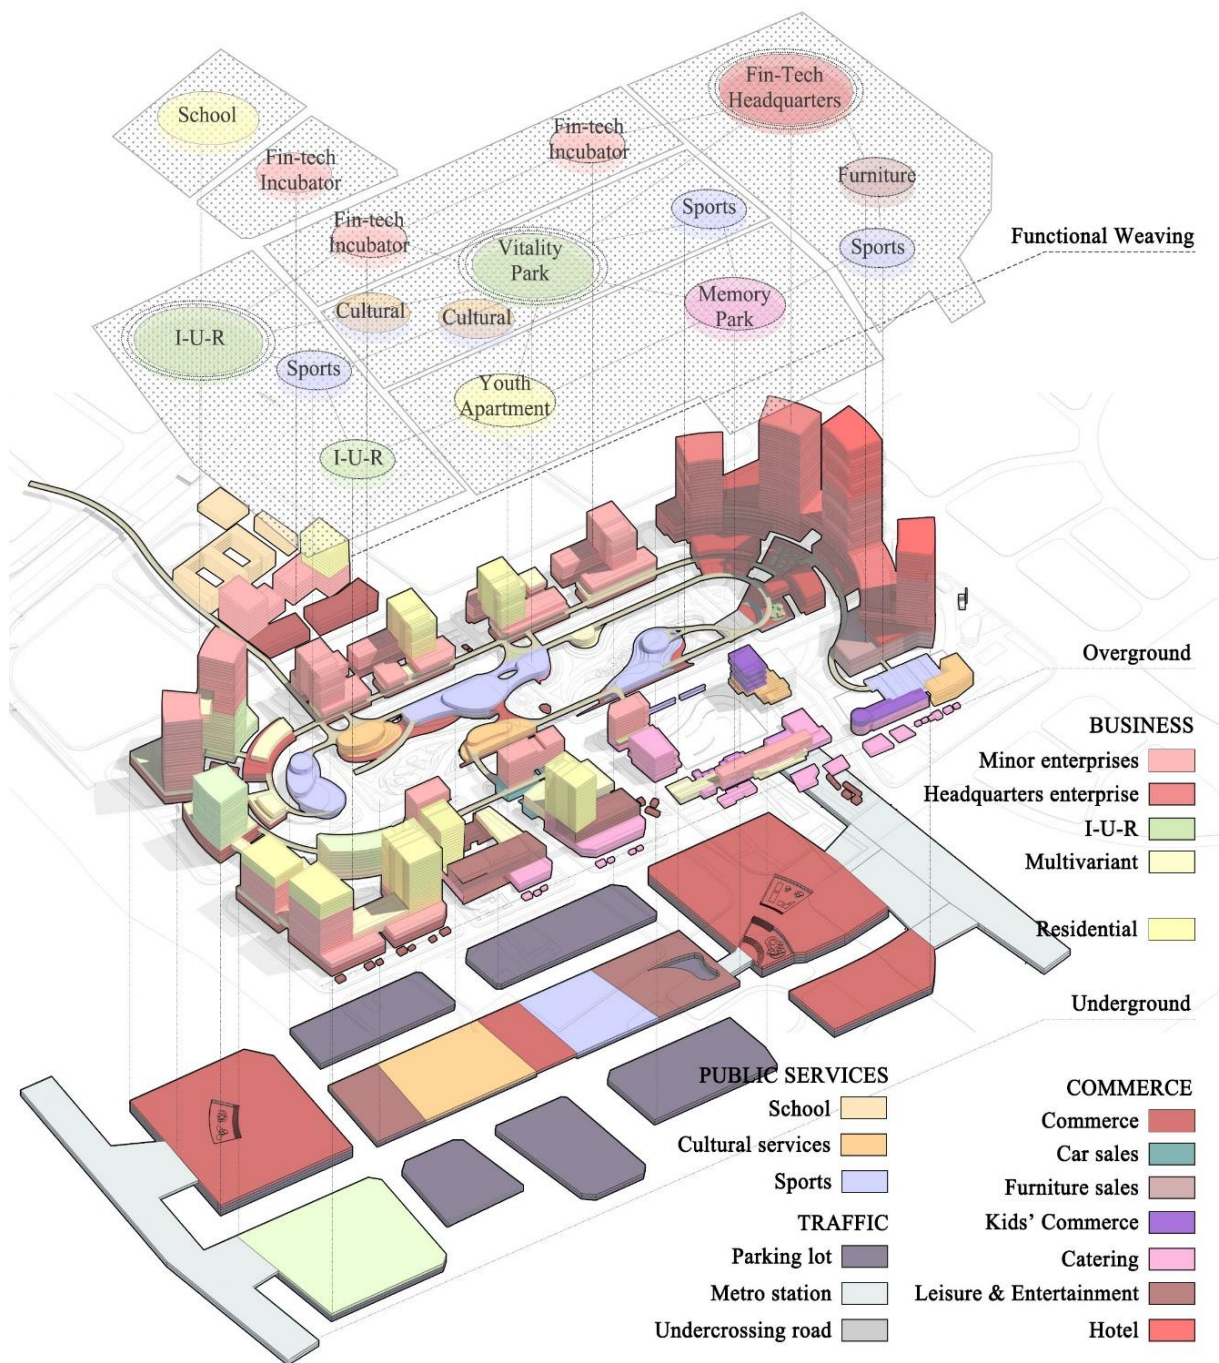 Fin-Tech
Headquarters
School
Fin-tech
Incubator
Fin-tech
Incubator
Furniture
Sports
Fin-tech
Incubator
Vitality
Park
Sports
Functional Weaving
Memory
Park
Cultural
Cultural
I-U-R
Sports
Youth
Apartment
I-U-R
Overground
BUSINESS
Minor enterprises
Headquarters enterprise
I-U-R
Multivariant
Residential
Underground
PUBLIC SERVICES
School
Cultural services
Sports
TRAFFIC
Parking lot
Metro station
Undercrossing road
COMMERCE
Commerce
Car sales
Furniture sales
Kids' Commerce
Catering
Leisure & Entertainment
Hotel